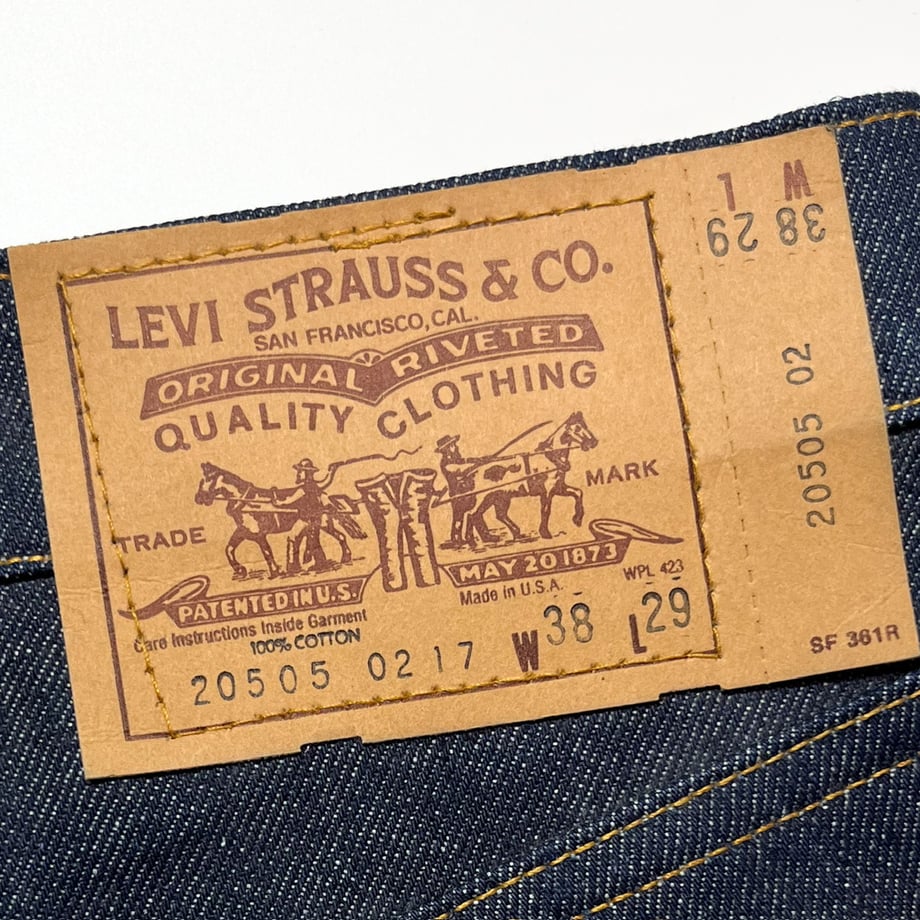 LEVI STRAUSS & CO.
SAN FRANCISCO, CAL.
ORIGINAL RIVETED
QUALITY CLOTHING
TRADE MARK
PATENTED IN U.S. MAY 20 1873
Made in U.S.A. WPL 423
Care Instructions Inside Garment
100% COTTON
20505 0217 W 38 L 29
W L
38 29
20505 02
SF 361R